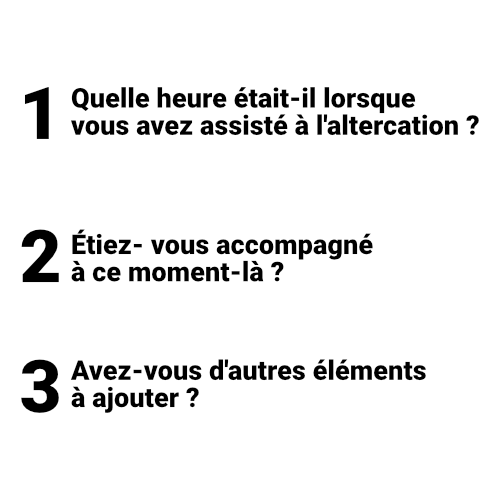 1 Quelle heure était-il lorsque
vous avez assisté à l'altercation ?
2 Étiez- vous accompagné
à ce moment-là ?
3 Avez-vous d'autres éléments
à ajouter ?